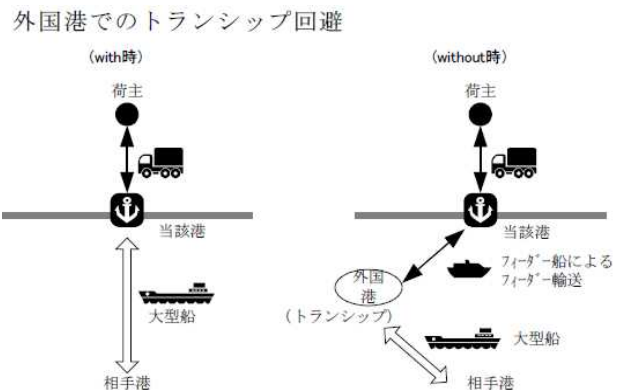 外国港でのトランシップ回避
(with時)
荷主
当該港
大型船
相手港
(without時)
荷主
当該港
ﾌｨｰﾀﾞｰ船による
ﾌｨｰﾀﾞｰ輸送
外国
港
(トランシップ)
大型船
相手港